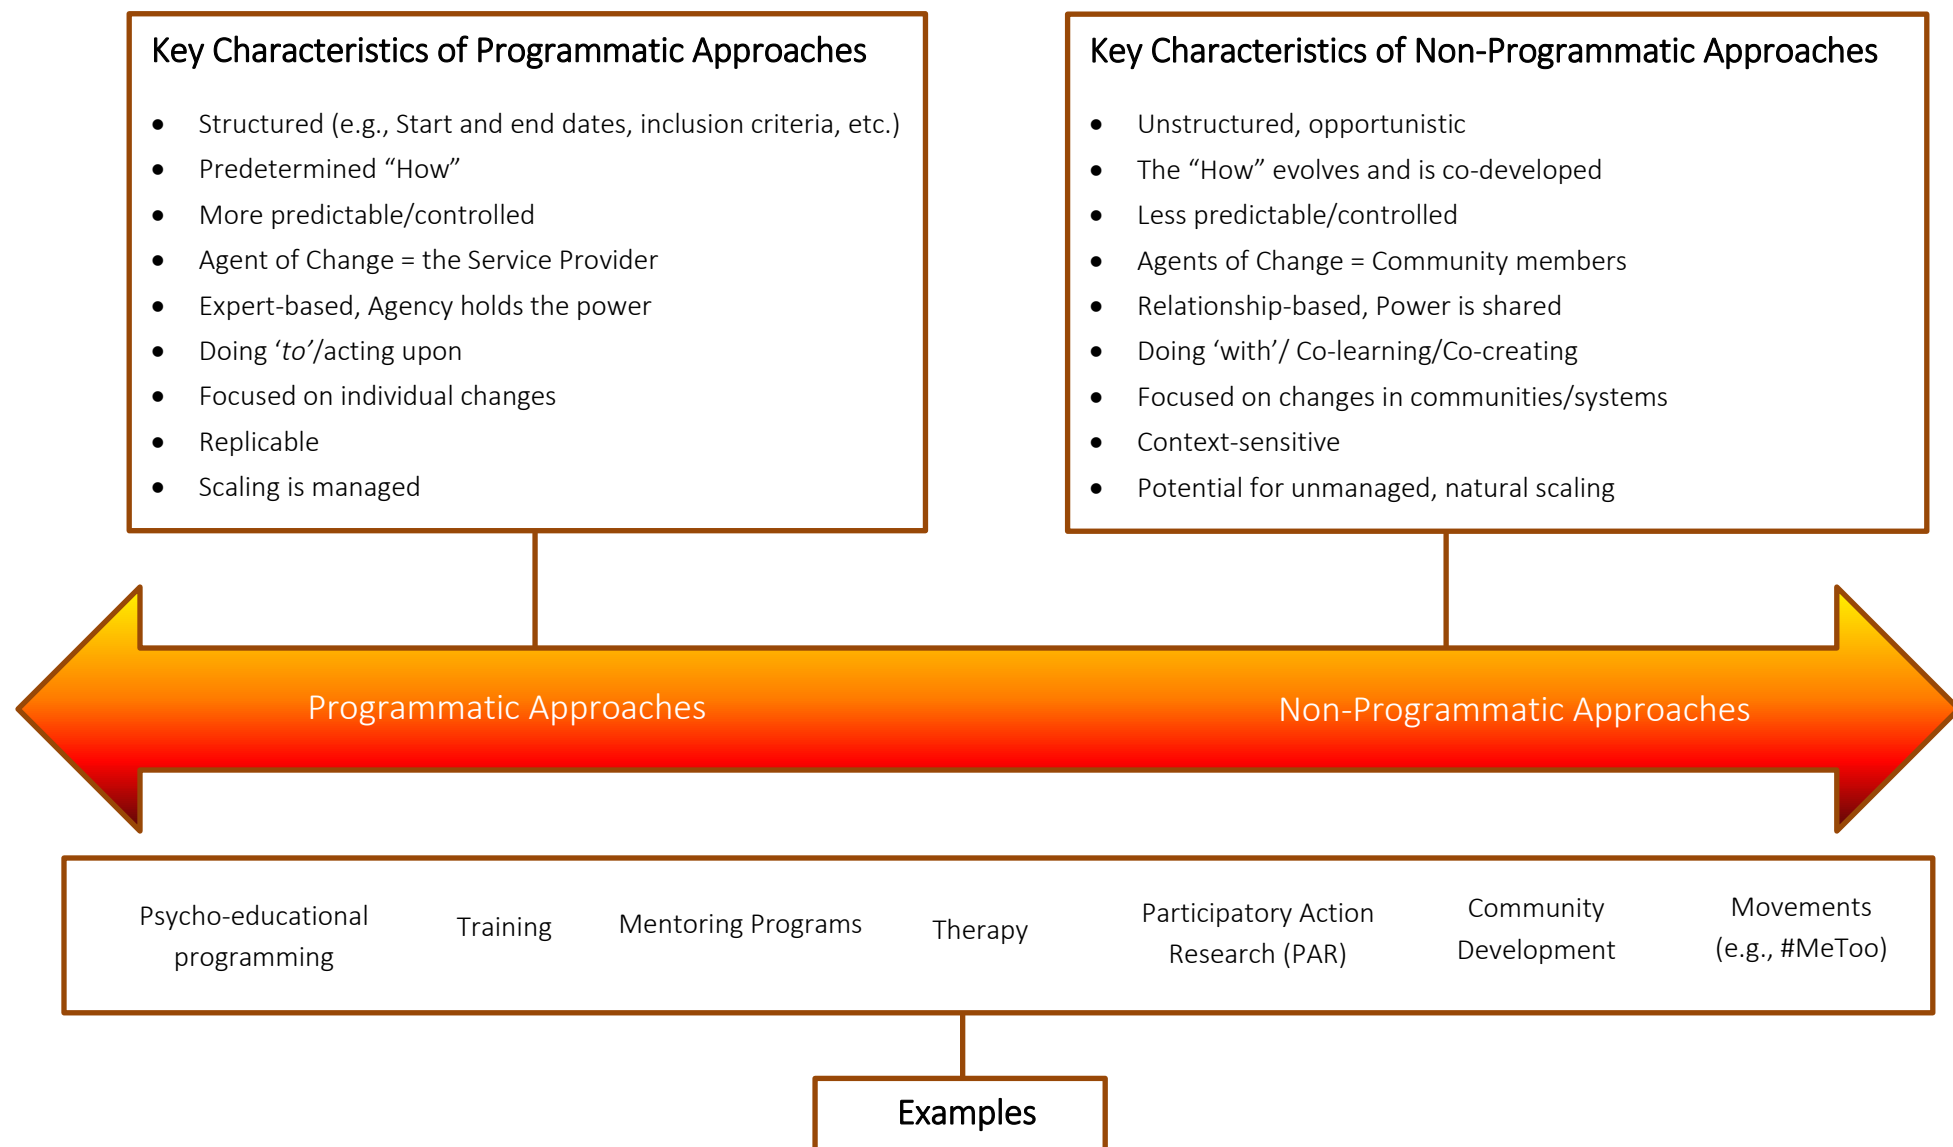 Key Characteristics of Programmatic Approaches
• Structured (e.g., Start and end dates, inclusion criteria, etc.)
• Predetermined “How”
• More predictable/controlled
• Agent of Change = the Service Provider
• Expert-based, Agency holds the power
• Doing ‘to’/acting upon
• Focused on individual changes
• Replicable
• Scaling is managed
Key Characteristics of Non-Programmatic Approaches
• Unstructured, opportunistic
• The “How” evolves and is co-developed
• Less predictable/controlled
• Agents of Change = Community members
• Relationship-based, Power is shared
• Doing ‘with’/ Co-learning/Co-creating
• Focused on changes in communities/systems
• Context-sensitive
• Potential for unmanaged, natural scaling
Programmatic Approaches
Non-Programmatic Approaches
Psycho-educational
programming
Training
Mentoring Programs
Therapy
Participatory Action
Research (PAR)
Community
Development
Movements
(e.g., #MeToo)
Examples